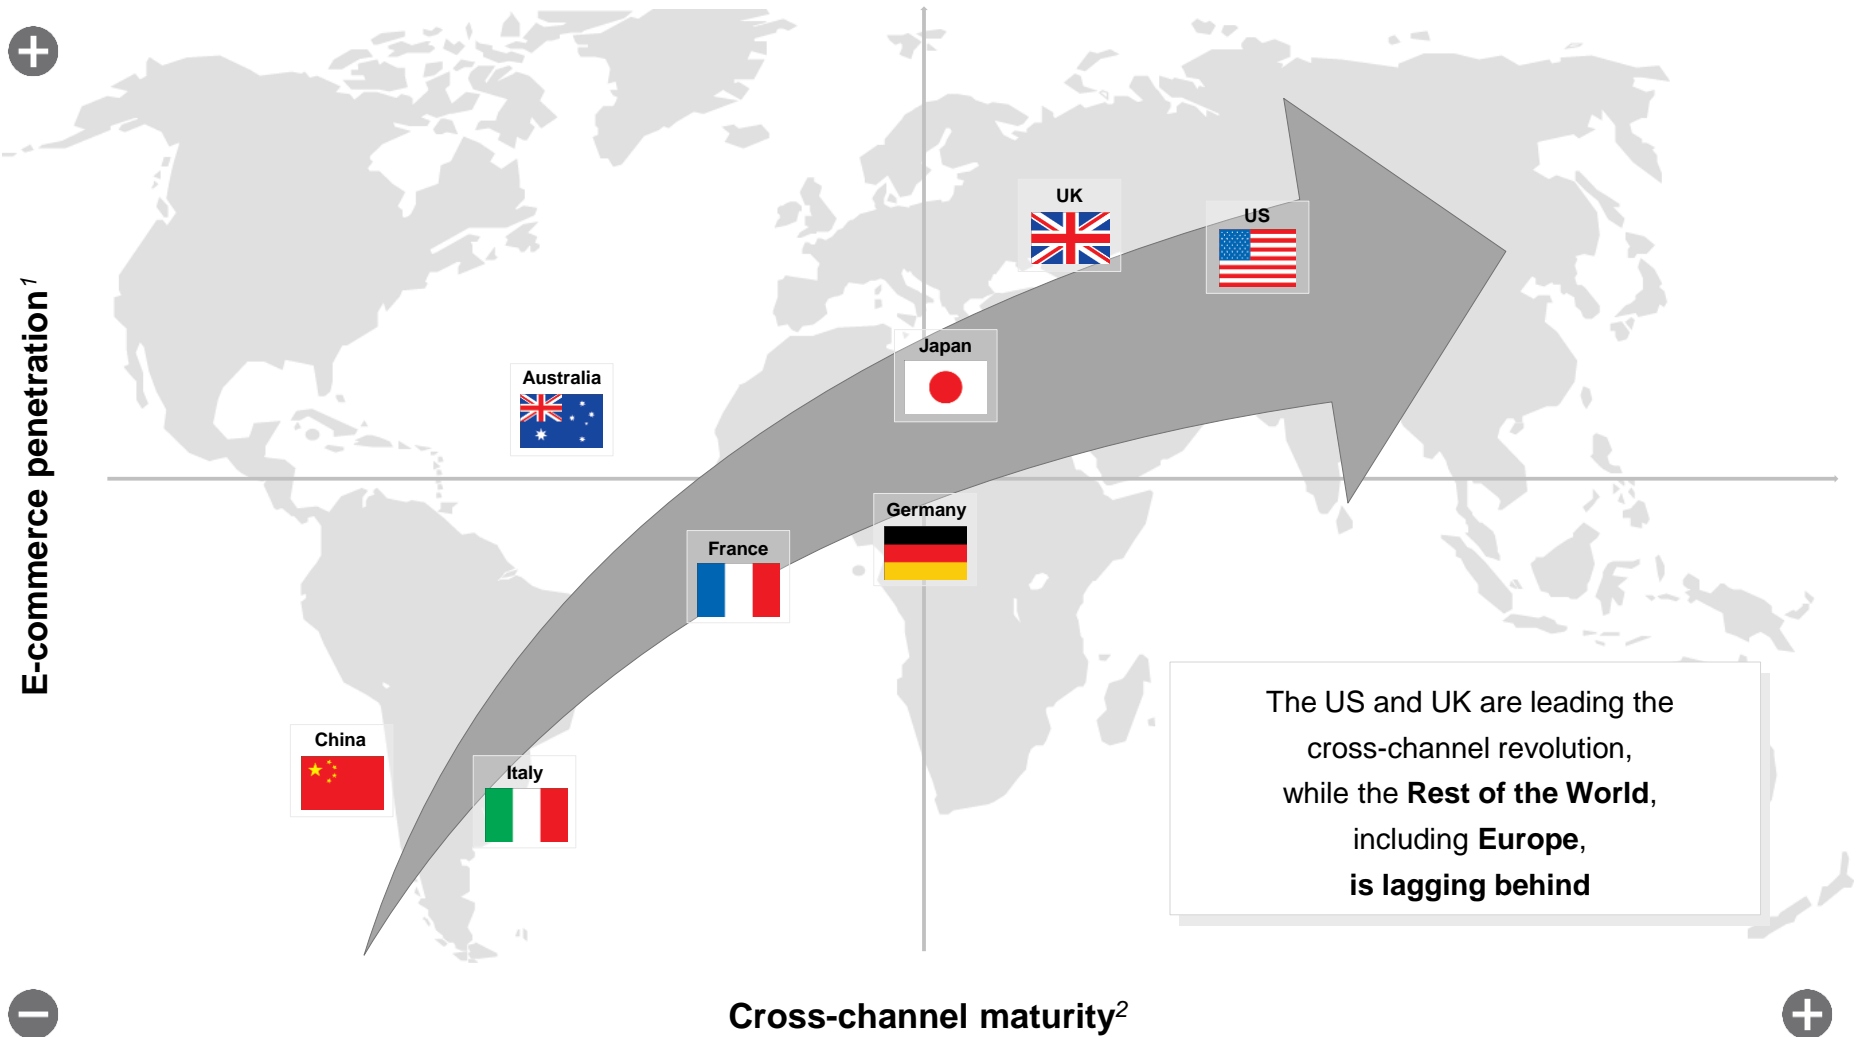 UK
US
E-commerce penetration1
Japan
Australia
Germany
France
China
Italy
The US and UK are leading the
cross-channel revolution,
while the Rest of the World,
including Europe,
is lagging behind
Cross-channel maturity2